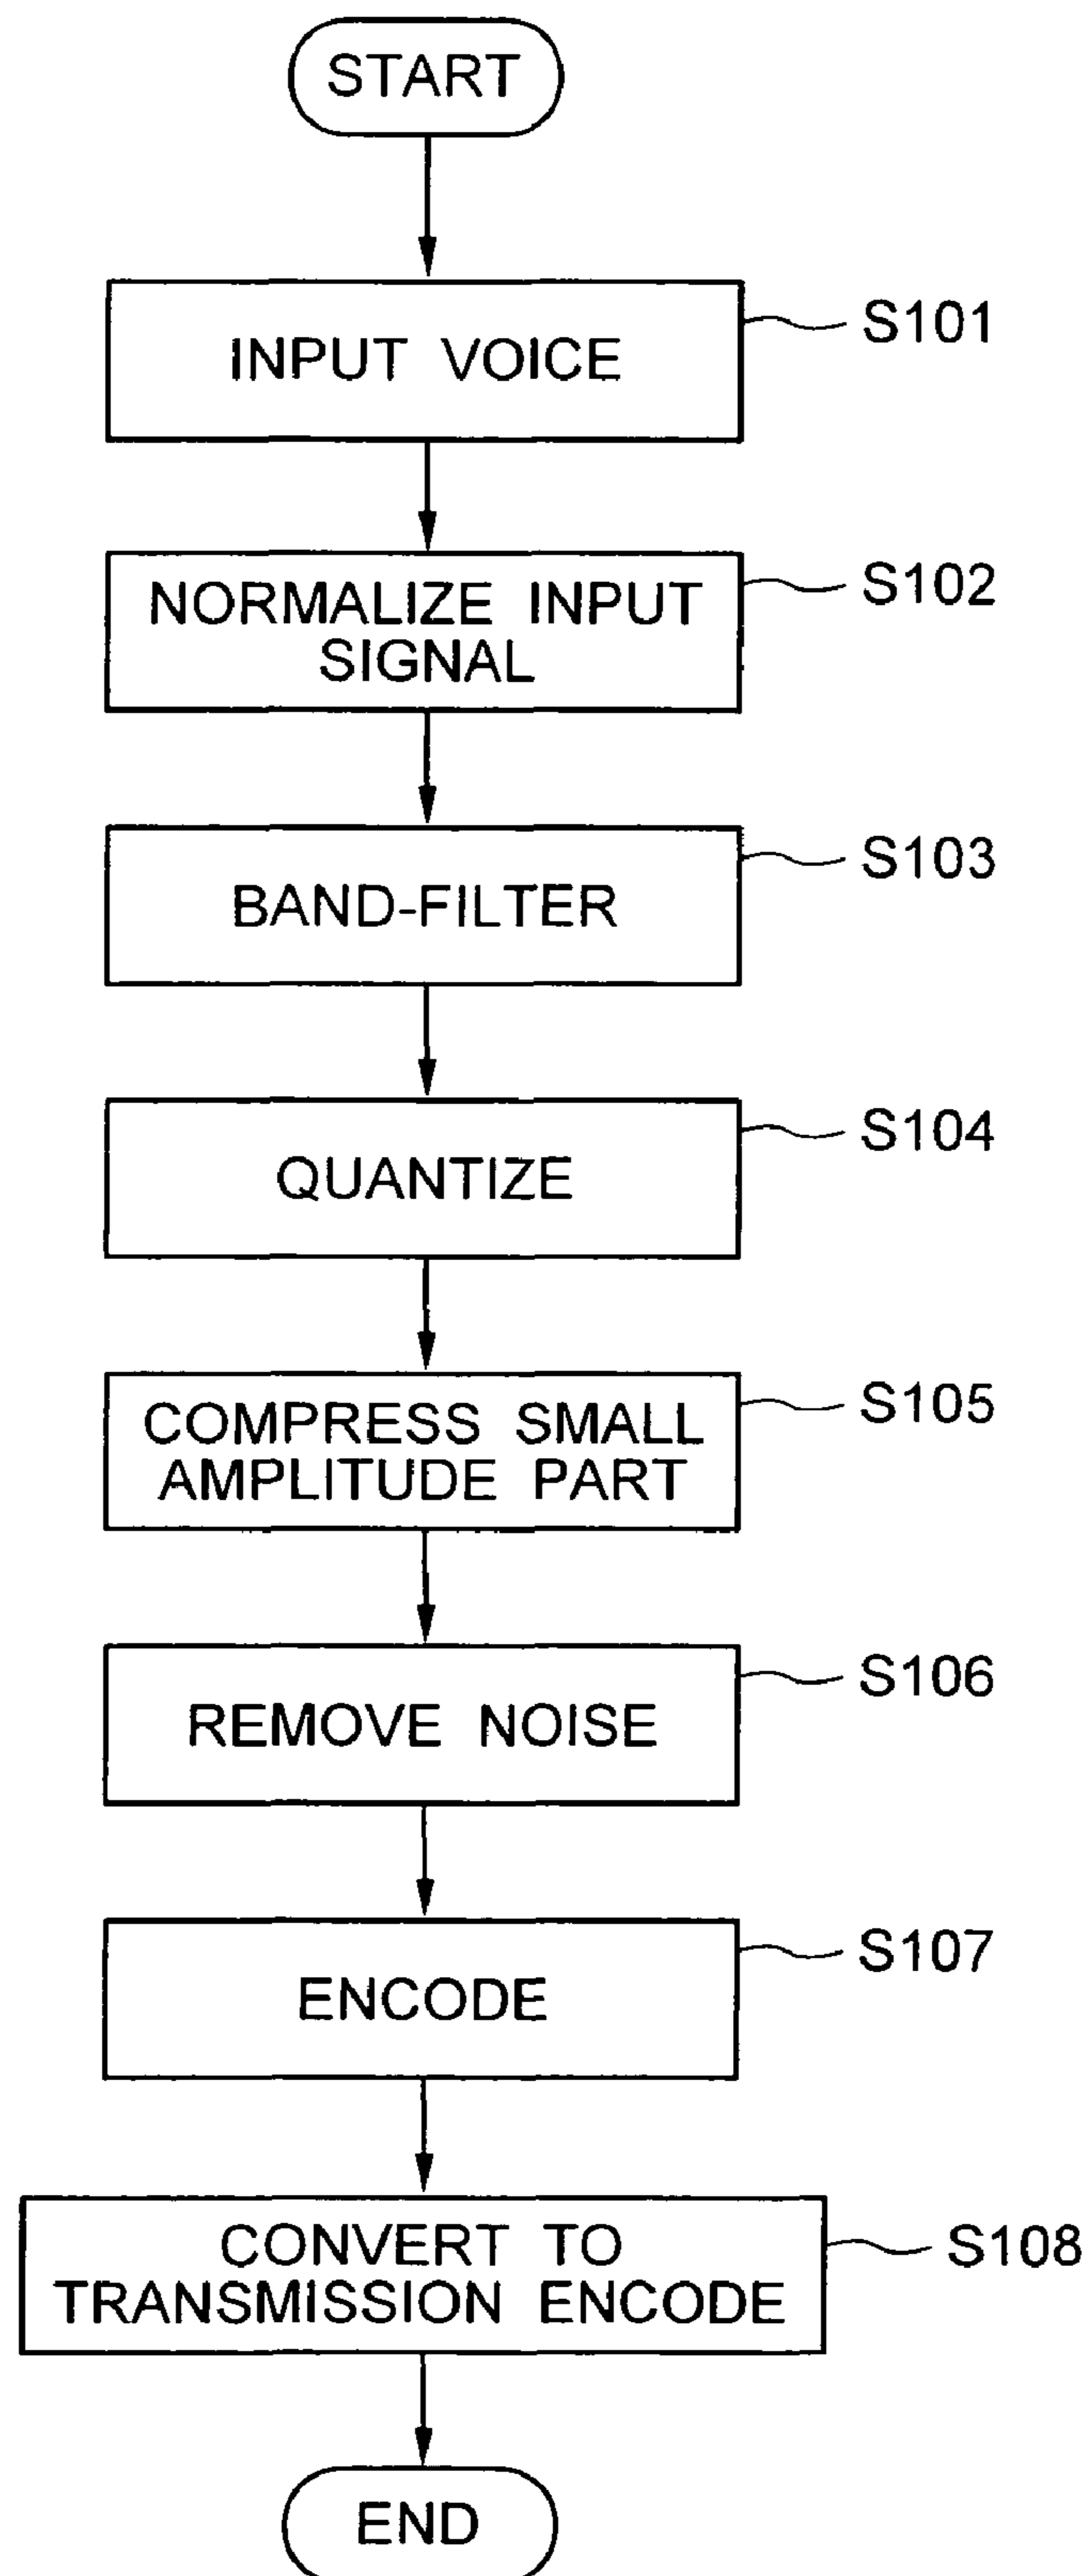 START
INPUT VOICE
S101
NORMALIZE INPUT
SIGNAL
S102
BAND-FILTER
S103
QUANTIZE
S104
COMPRESS SMALL
AMPLITUDE PART
S105
REMOVE NOISE
S106
ENCODE
S107
CONVERT TO
TRANSMISSION ENCODE
S108
END